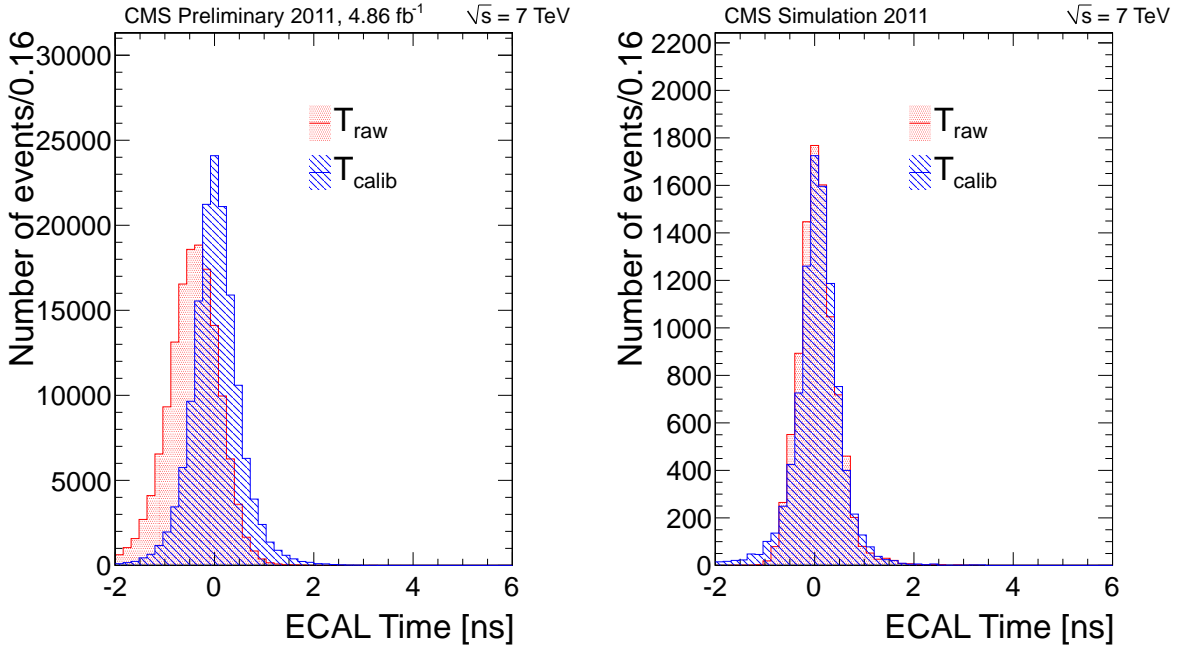 CMS Preliminary 2011, 4.86 fb⁻¹ √s = 7 TeV
Number of events/0.16
30000
25000
20000
15000
10000
5000
0
T_raw
T_calib
-2 0 2 4 6
ECAL Time [ns]
CMS Simulation 2011 √s = 7 TeV
Number of events/0.16
2200
2000
1800
1600
1400
1200
1000
800
600
400
200
0
T_raw
T_calib
-2 0 2 4 6
ECAL Time [ns]